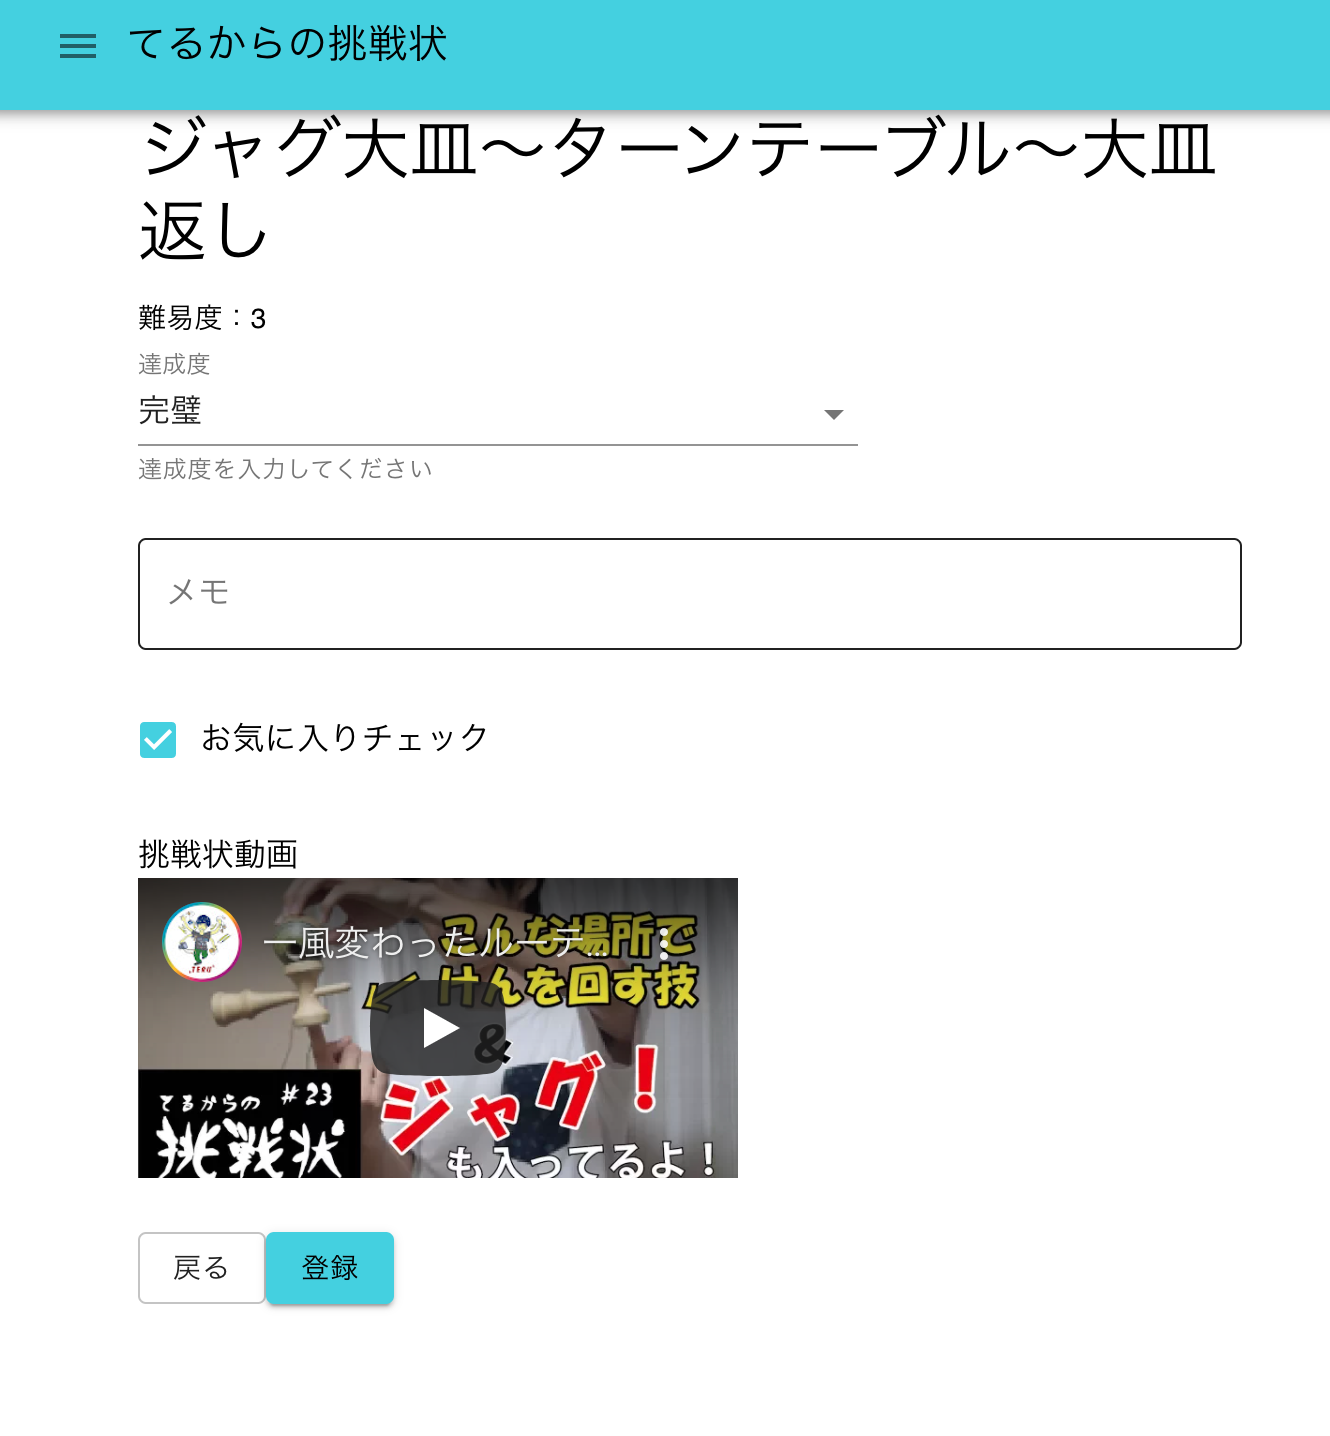 てるからの挑戦状
ジャグ大皿〜ターンテーブル〜大皿
返し
難易度：3
達成度
完璧
達成度を入力してください
メモ
お気に入りチェック
挑戦状動画
一風変わったルーテ...
こんな場所で
けんを回す技
&
ジャグ！
も入ってるよ！
てるからの #23
挑戦状
.TERU'
戻る
登録